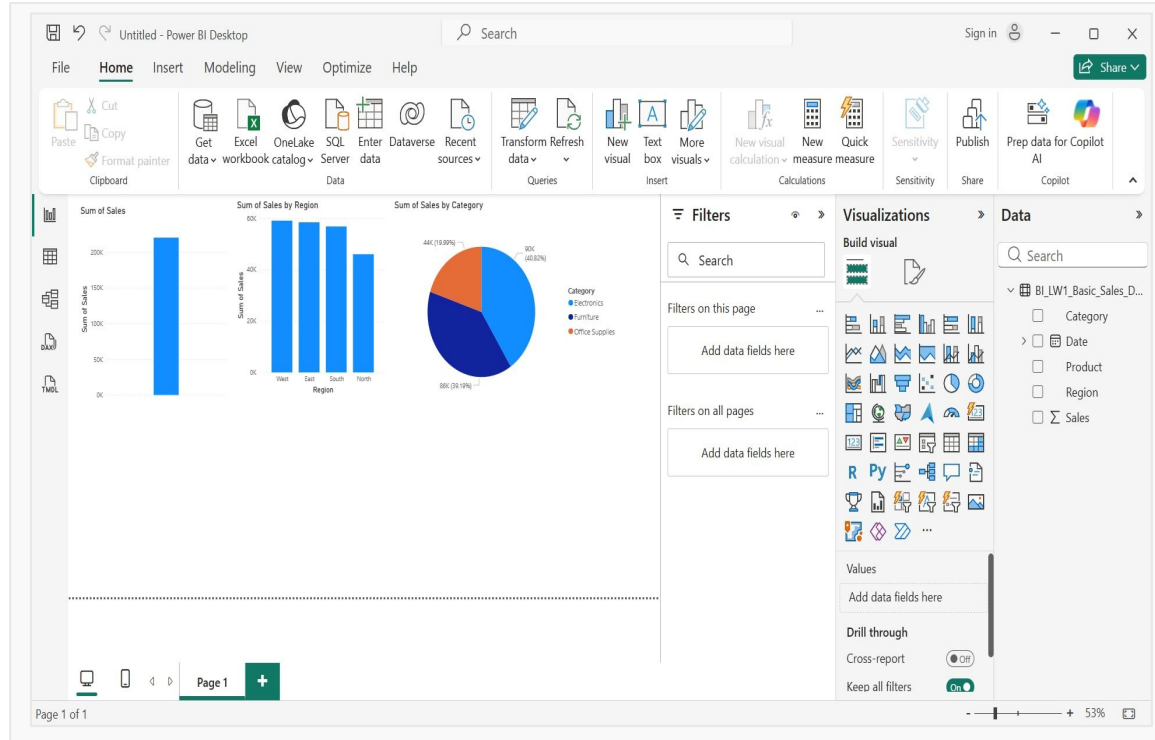 Untitled - Power BI Desktop
Search
Sign in
File Home Insert Modeling View Optimize Help
Share
Paste
Cut
Copy
Format painter
Clipboard
Get data
Excel workbook
OneLake catalog
SQL Server
Enter data
Dataverse
Recent sources
Data
Transform data
Refresh
Queries
New visual
Text box
A
More visuals
Insert
fx
New visual calculation
New measure
Quick measure
Calculations
Sensitivity
Sensitivity
Publish
Share
Prep data for AI
Copilot
Copilot
DAX
TMDL
Sum of Sales
200K
150K
100K
50K
0K
Sum of Sales
Sum of Sales by Region
60K
40K
20K
0K
Sum of Sales
West East South North
Region
Sum of Sales by Category
44K (19.99%)
90K
(40.82%)
86K (39.19%)
Category
Electronics
Furniture
Office Supplies
Filters
Search
Filters on this page ...
Add data fields here
Filters on all pages ...
Add data fields here
Visualizations
Build visual
123
123
R Py
...
Values
Add data fields here
Drill through
Cross-report Off
Keep all filters On
Data
Search
BI_LW1_Basic_Sales_D...
Category
Date
Product
Region
Σ Sales
Page 1 +
Page 1 of 1
- + 53%